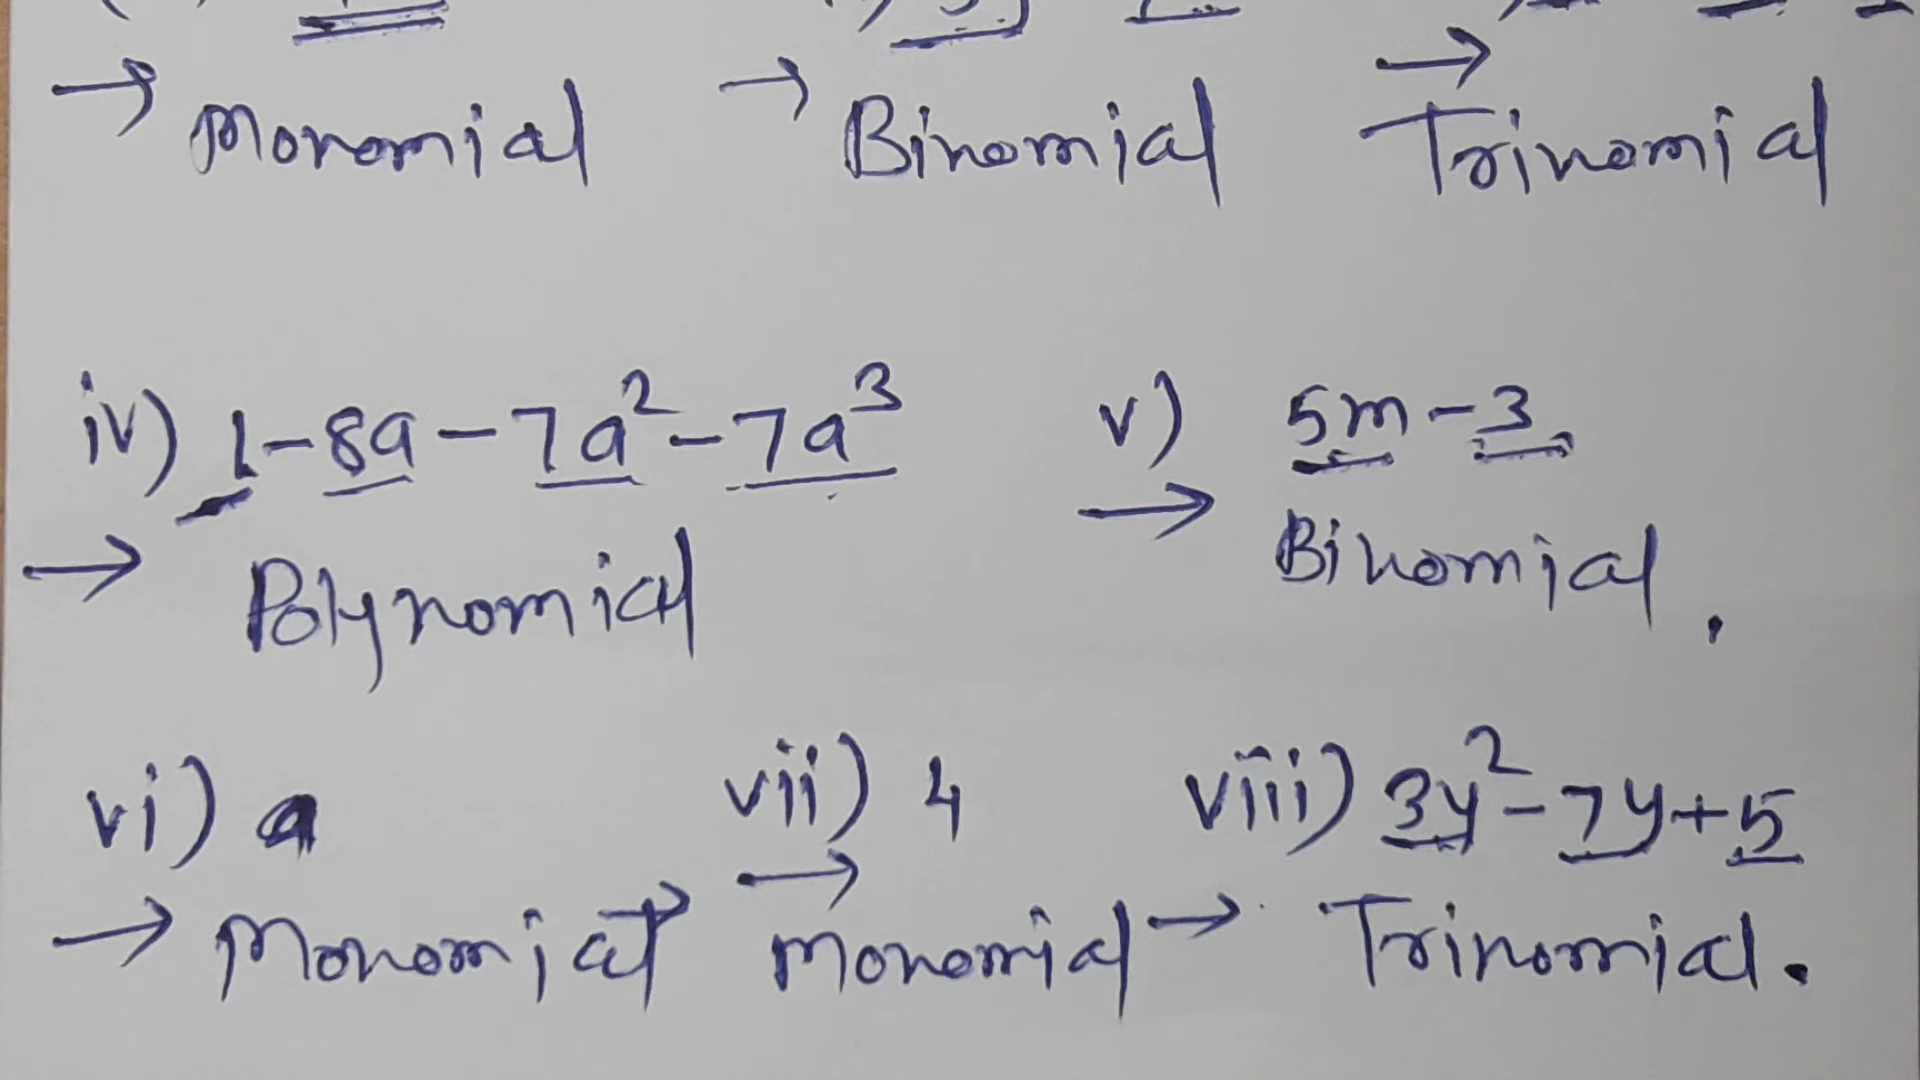 → Monomial → Binomial → Trinomial
iv) 1-8a-7a²-7a³ v) 5m-3
→ Polynomial → Binomial.
vi) a vii) 4 viii) 3y²-7y+5
→ Monomial → Monomial → Trinomial.